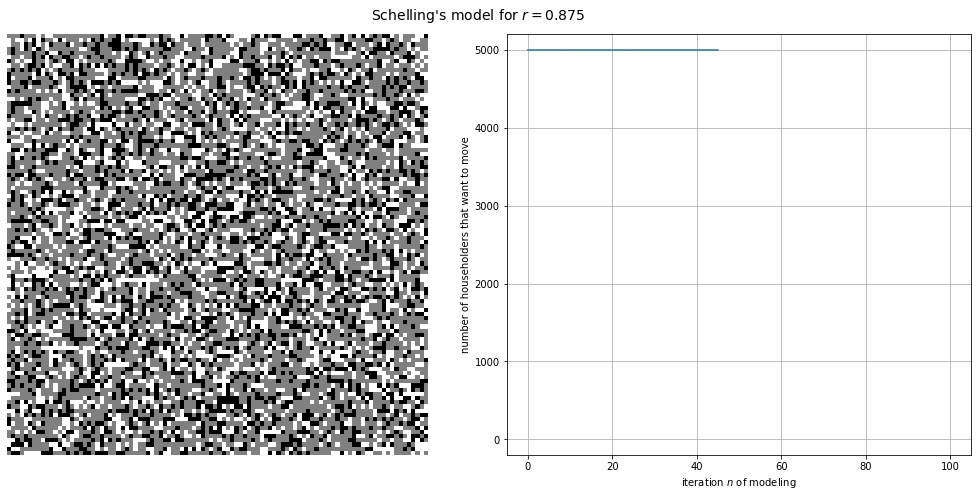 Schelling's model for r = 0.875
number of householders that want to move
5000
4000
3000
2000
1000
0
0 20 40 60 80 100
iteration n of modeling